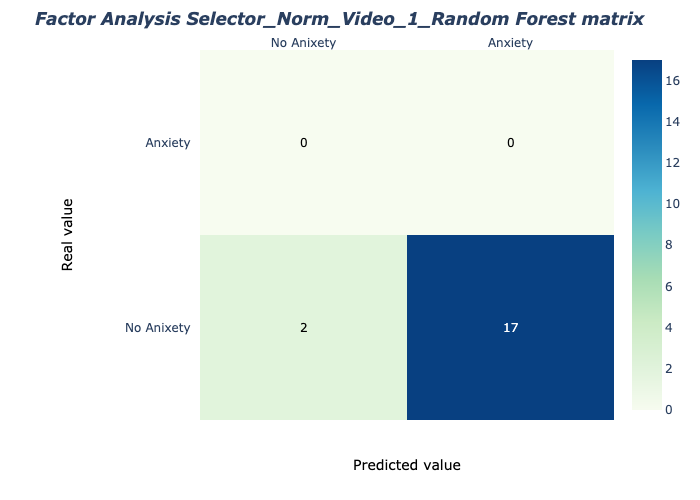 Factor Analysis Selector_Norm_Video_1_Random Forest matrix
No Anixety
Anxiety
Anxiety
0
0
No Anixety
2
17
Real value
Predicted value
16
14
12
10
8
6
4
2
0